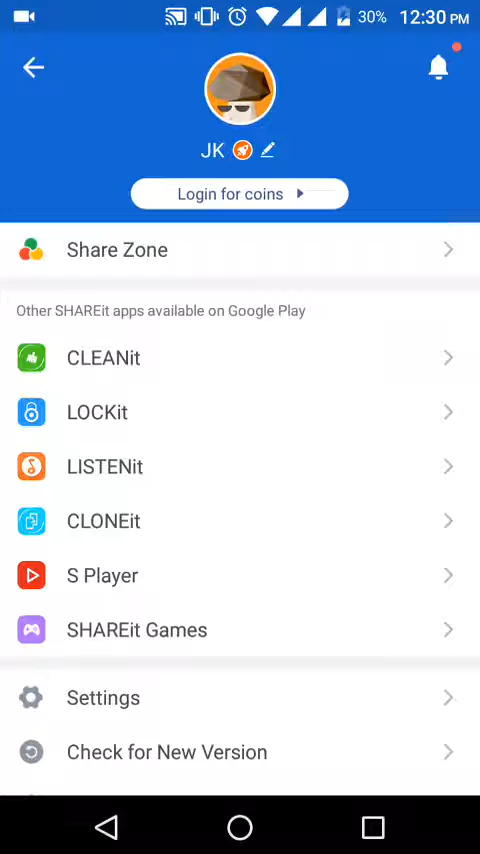 30% 12:30 PM
JK
Login for coins
Share Zone
Other SHAREit apps available on Google Play
CLEANit
LOCKit
LISTENit
CLONEit
S Player
SHAREit Games
Settings
Check for New Version